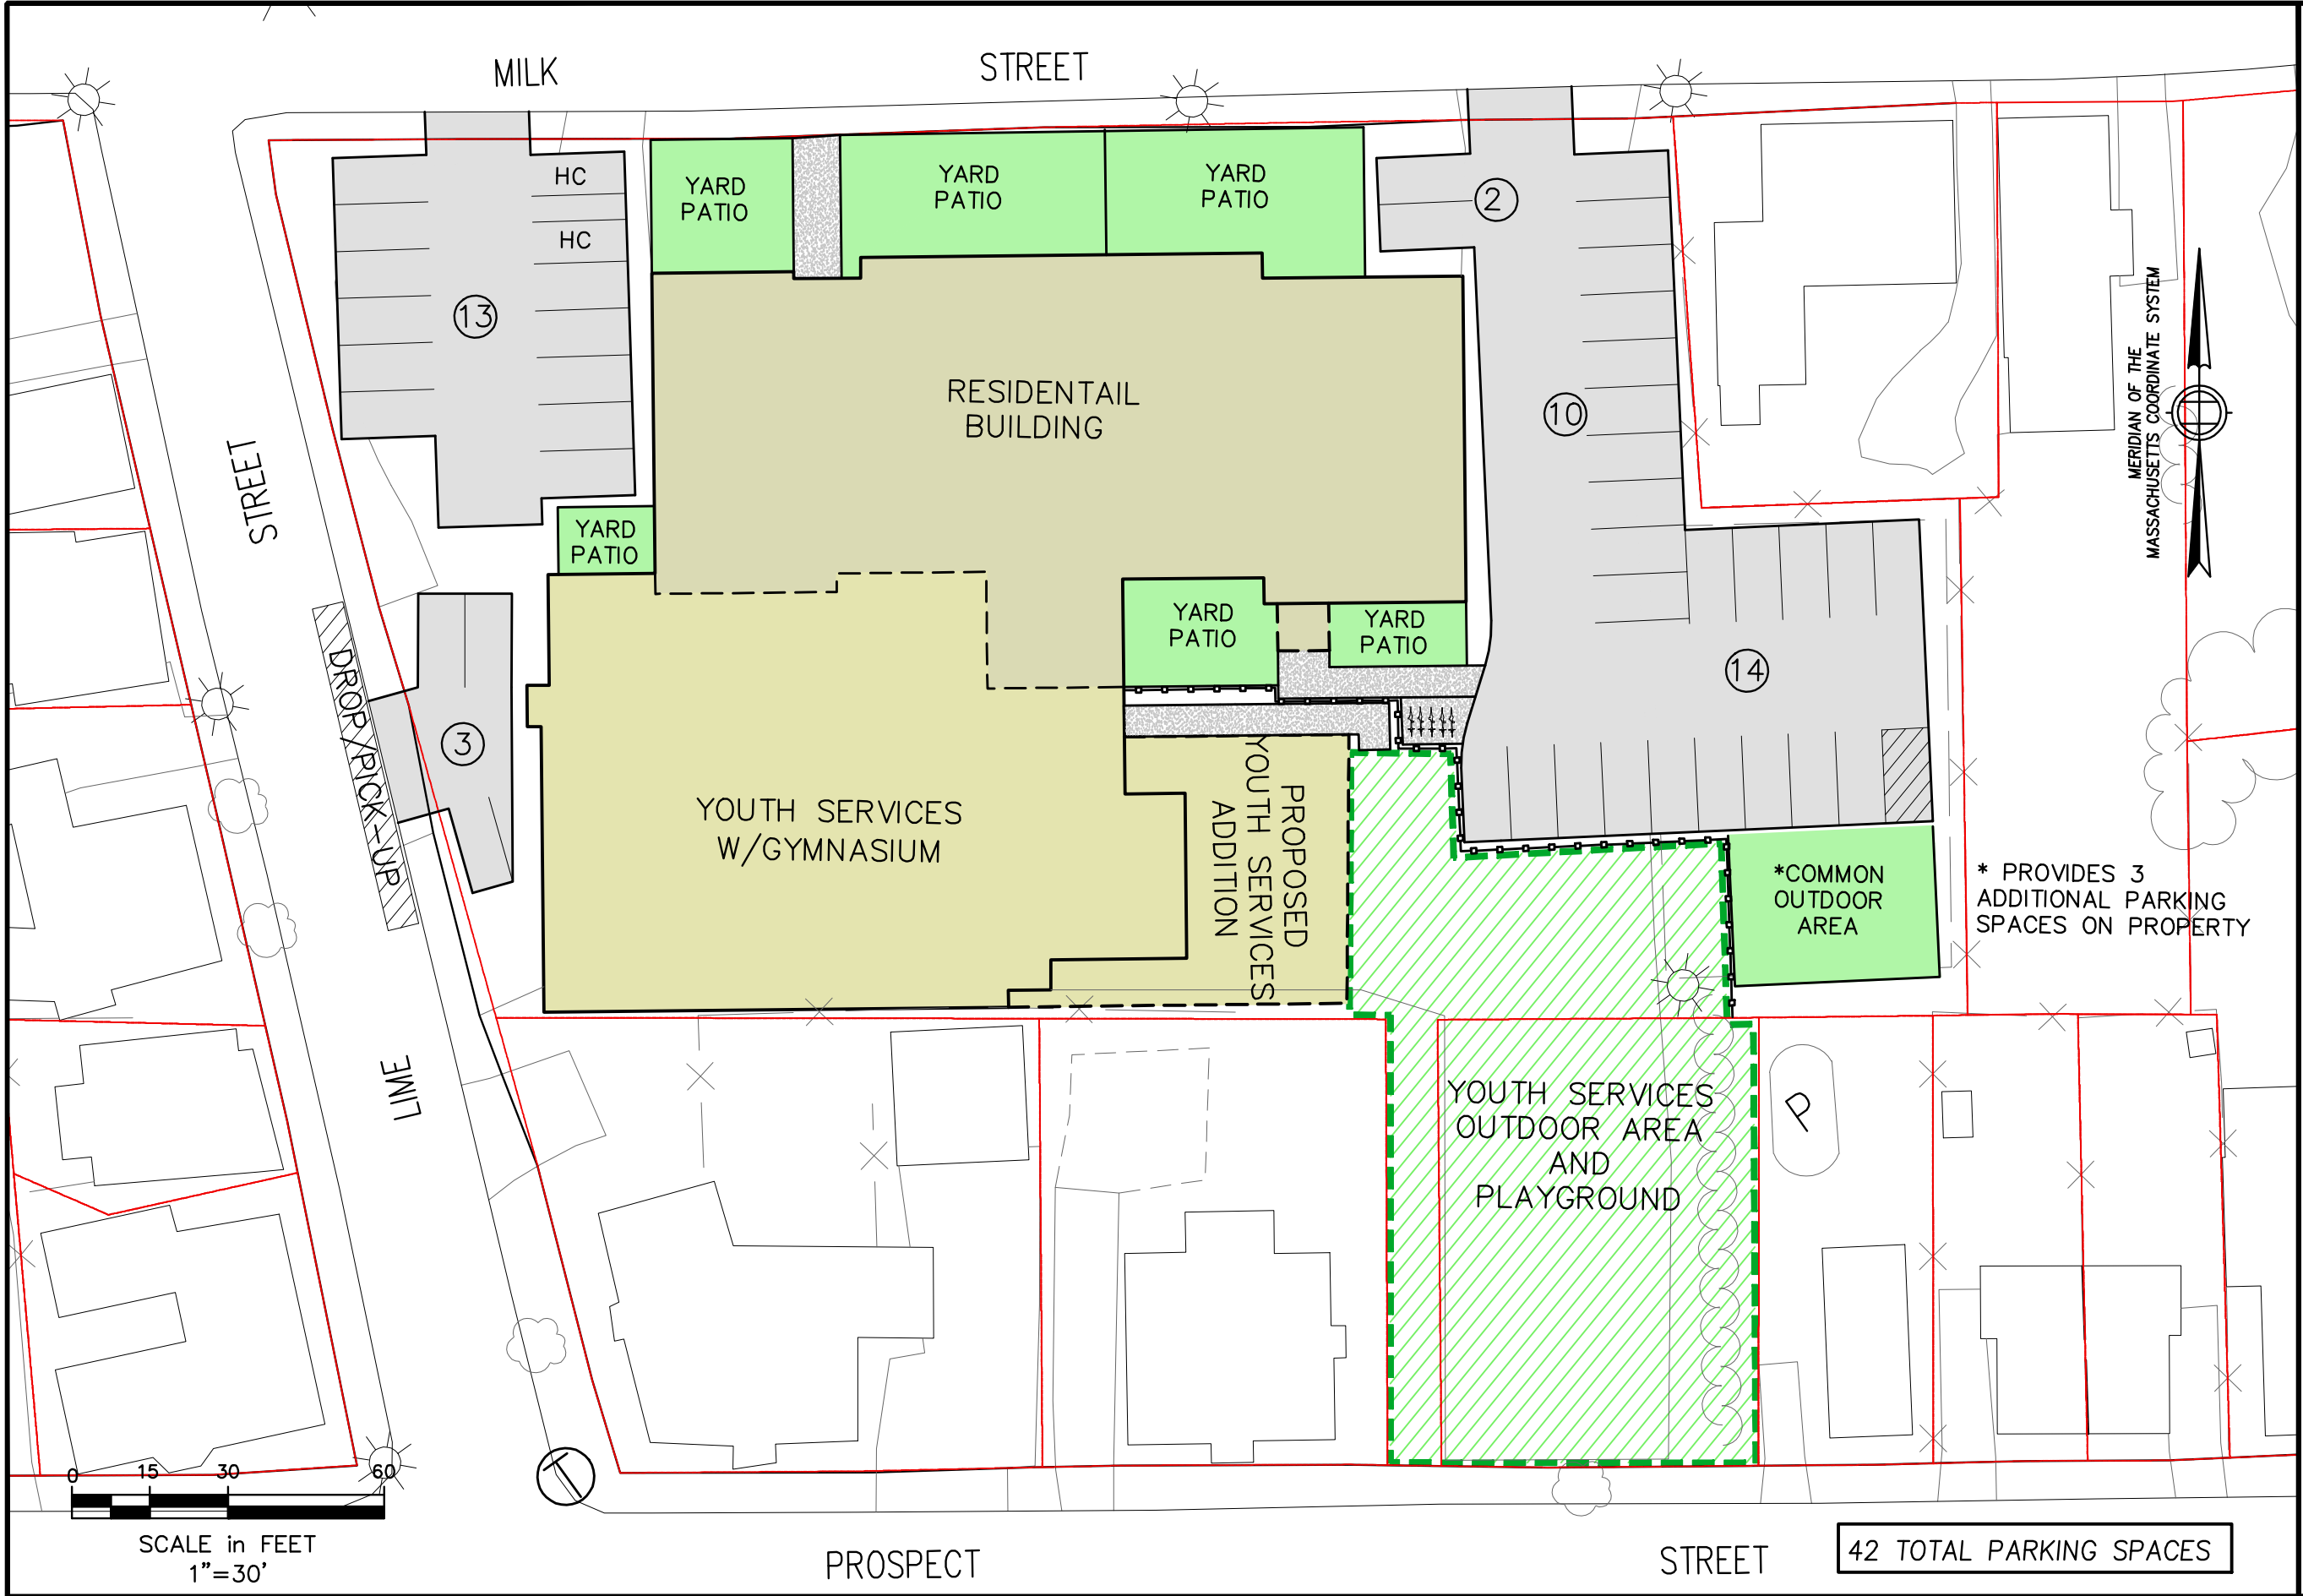 MILK STREET
HC
HC
13
YARD
PATIO
YARD
PATIO
YARD
PATIO
2
10
RESIDENTAIL
BUILDING
MERIDIAN OF THE
MASSACHUSETTS COORDINATE SYSTEM
STREET
LIME
YARD
PATIO
YARD
PATIO
YARD
PATIO
14
DROP/PICK-UP
3
YOUTH SERVICES
W/GYMNASIUM
PROPOSED
YOUTH SERVICES
ADDITION
*COMMON
OUTDOOR
AREA
* PROVIDES 3
ADDITIONAL PARKING
SPACES ON PROPERTY
YOUTH SERVICES
OUTDOOR AREA
AND
PLAYGROUND
P
T
0 15 30 60
SCALE in FEET
1"=30'
PROSPECT STREET
42 TOTAL PARKING SPACES